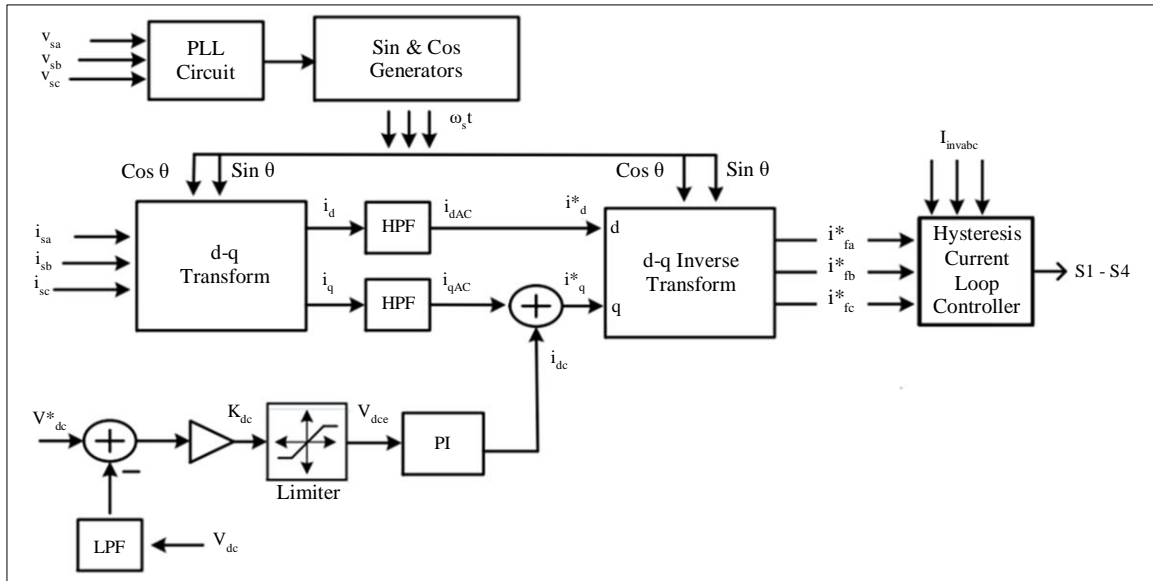 v_sa
v_sb
v_sc
PLL
Circuit
Sin & Cos
Generators
ω_s t
Cos θ
Sin θ
Cos θ
Sin θ
I_invabc
i_sa
i_sb
i_sc
d-q
Transform
i_d
HPF
i_dAC
i*_d
i_q
HPF
i_qAC
+
i*_q
i_dc
d
q
d-q Inverse
Transform
i*_fa
i*_fb
i*_fc
Hysteresis
Current
Loop
Controller
S1 - S4
V*_dc
+
−
K_dc
Limiter
V_dce
PI
LPF
V_dc